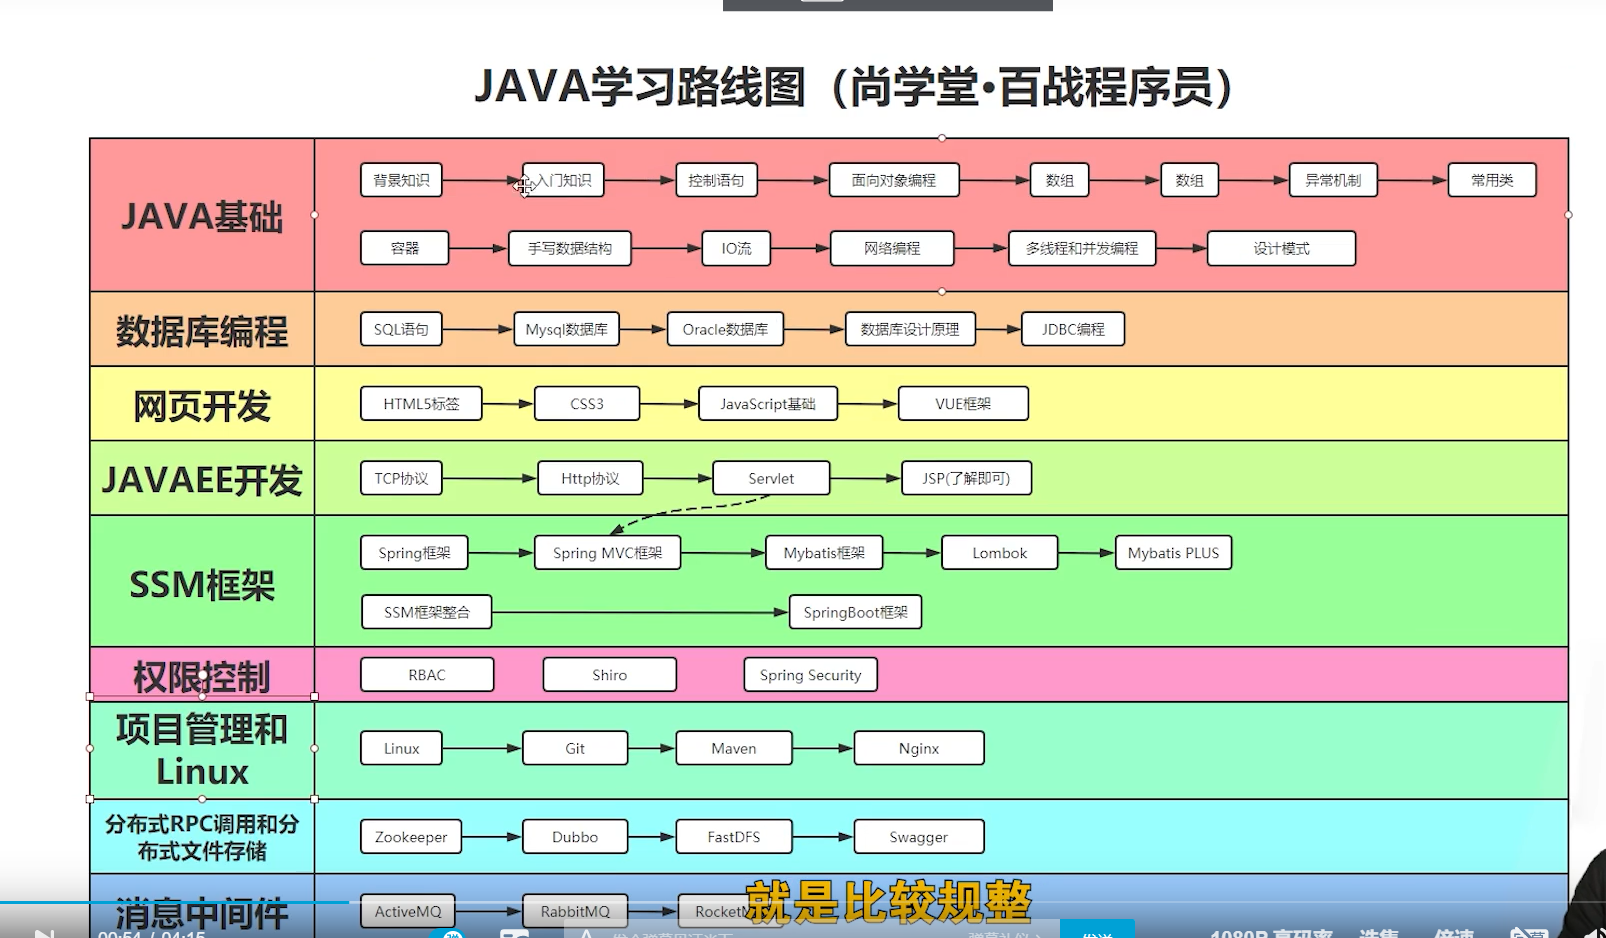 JAVA学习路线图（尚学堂•百战程序员）
JAVA基础
背景知识 入门知识 控制语句 面向对象编程 数组 数组 异常机制 常用类
容器 手写数据结构 IO流 网络编程 多线程和并发编程 设计模式
数据库编程
SQL语句 Mysql数据库 Oracle数据库 数据库设计原理 JDBC编程
网页开发
HTML5标签 CSS3 JavaScript基础 VUE框架
JAVAEE开发
TCP协议 Http协议 Servlet JSP(了解即可)
SSM框架
Spring框架 Spring MVC框架 Mybatis框架 Lombok Mybatis PLUS
SSM框架整合 SpringBoot框架
权限控制
RBAC Shiro Spring Security
项目管理和
Linux
Linux Git Maven Nginx
分布式RPC调用和分
布式文件存储
Zookeeper Dubbo FastDFS Swagger
消息中间件
ActiveMQ RabbitMQ
就是比较规整
00:54 / 04:15
1080P 高码率 选集 倍速